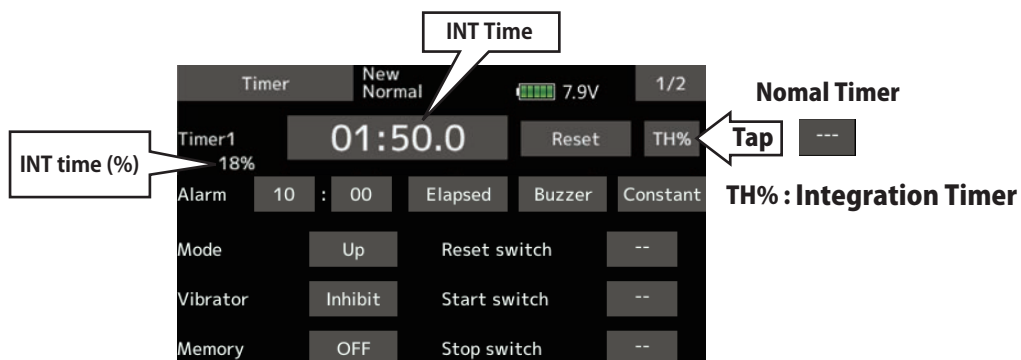 INT Time
Timer New Normal 7.9V 1/2
Nomal Timer
Timer1 01:50.0 Reset TH% Tap ---
18%
INT time (%)
Alarm 10 : 00 Elapsed Buzzer Constant
TH% : Integration Timer
Mode Up Reset switch --
Vibrator Inhibit Start switch --
Memory OFF Stop switch --